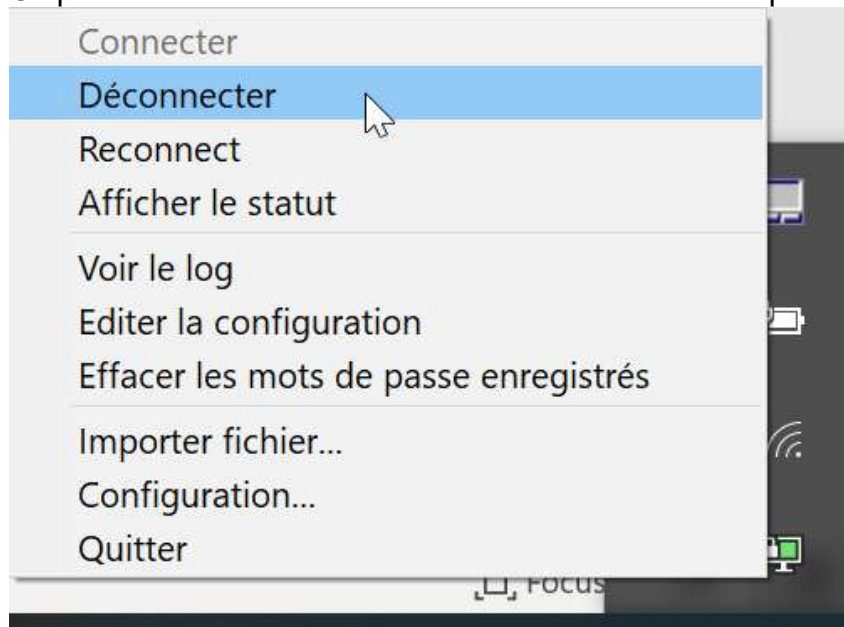 Connecter
Déconnecter
Reconnect
Afficher le statut
Voir le log
Editer la configuration
Effacer les mots de passe enregistrés
Importer fichier...
Configuration...
Quitter
Focus